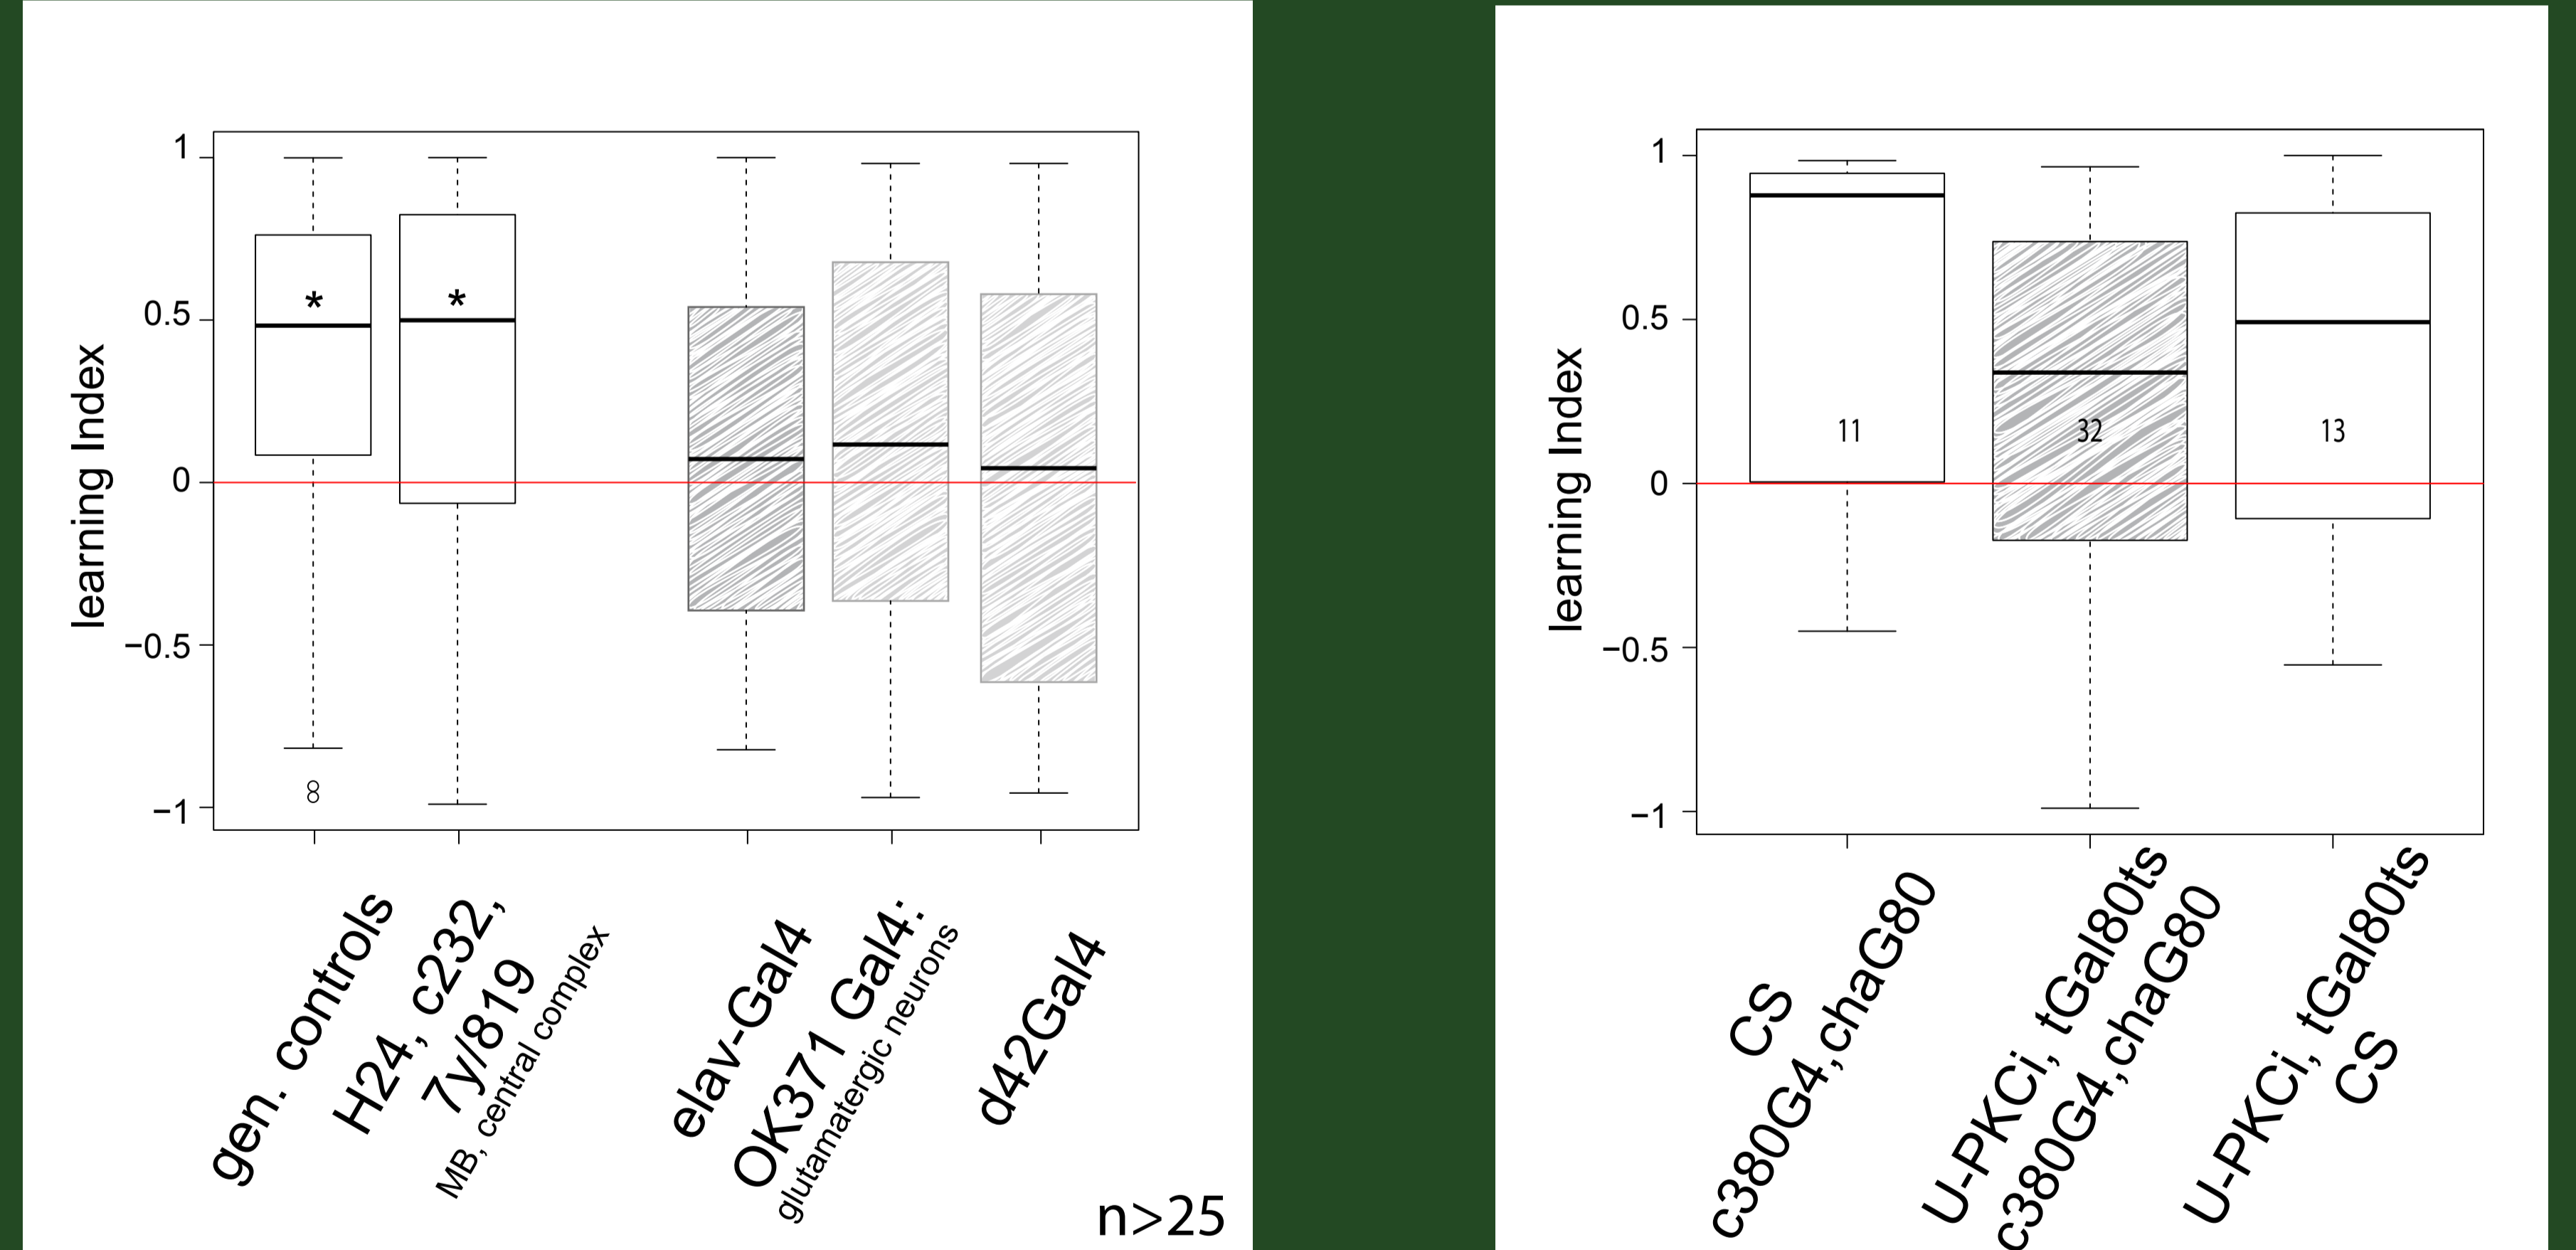 learning Index
1
0.5
0
−0.5
−1
*
*
gen. controls
H24, c232,
7y/819
MB, central complex
elav-Gal4
OK371 Gal4:
glutamatergic neurons
d42Gal4
n>25
learning Index
1
0.5
0
−0.5
−1
11
32
13
CS
c380G4,chaG80
U-PKCi, tGal80ts
c380G4,chaG80
U-PKCi, tGal80ts
CS